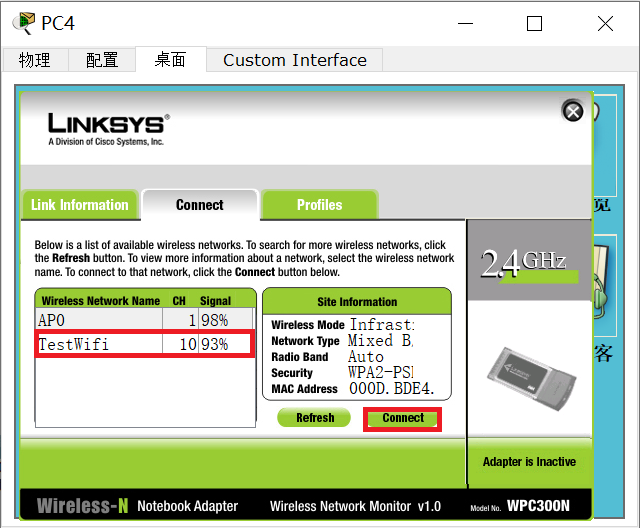 PC4
物理 配置 桌面 Custom Interface
LINKSYS®
A Division of Cisco Systems, Inc.
Link Information Connect Profiles
Below is a list of available wireless networks. To search for more wireless networks, click
the Refresh button. To view more information about a network, select the wireless network
name. To connect to that network, click the Connect button below.
2.4GHz
Wireless Network Name CH Signal
AP0 1 98%
TestWifi 10 93%
Site Information
Wireless Mode Infrast
Network Type Mixed B
Radio Band Auto
Security WPA2-PS
MAC Address 000D.BDE4.
Refresh Connect
览
客
Adapter is Inactive
Wireless-N Notebook Adapter Wireless Network Monitor v1.0 Model No. WPC300N